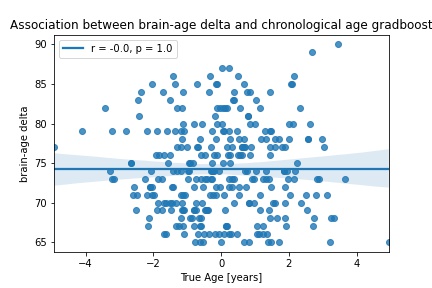 Association between brain-age delta and chronological age gradboost
r = -0.0, p = 1.0
90
85
80
75
70
65
brain-age delta
−4
−2
0
2
4
True Age [years]